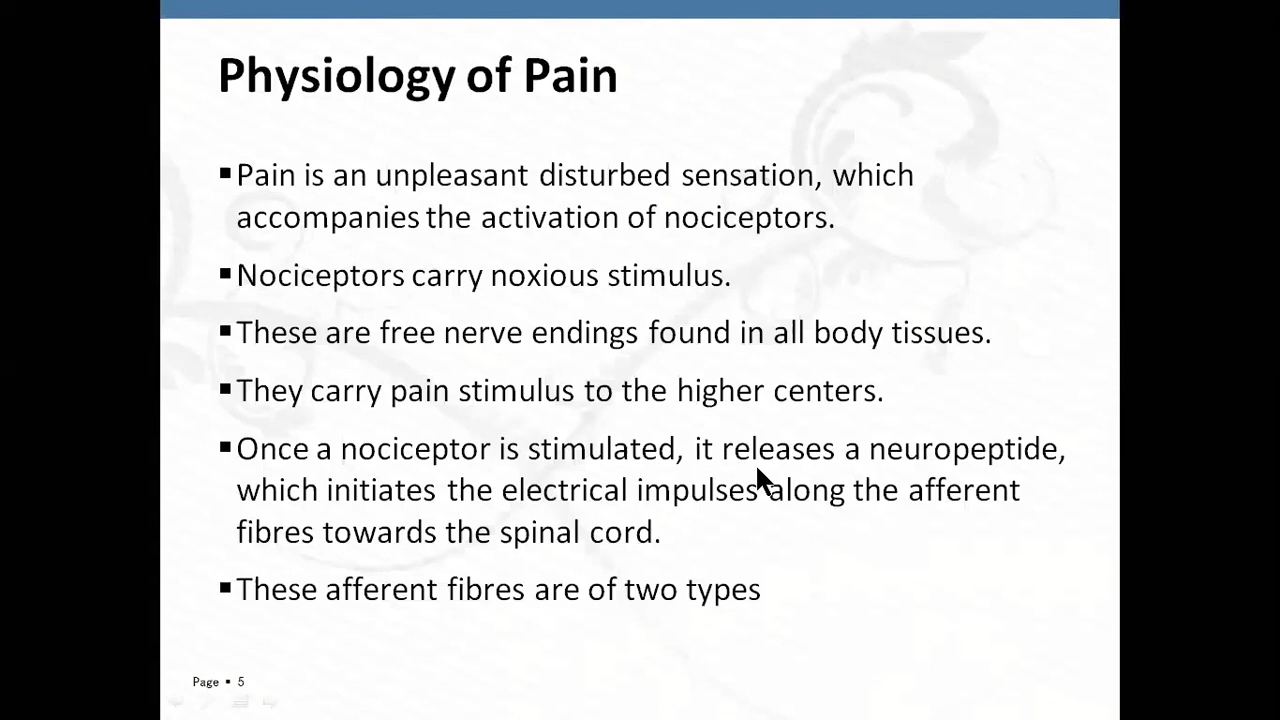 Physiology of Pain
▪Pain is an unpleasant disturbed sensation, which
accompanies the activation of nociceptors.
▪Nociceptors carry noxious stimulus.
▪These are free nerve endings found in all body tissues.
▪They carry pain stimulus to the higher centers.
▪Once a nociceptor is stimulated, it releases a neuropeptide,
which initiates the electrical impulses along the afferent
fibres towards the spinal cord.
▪These afferent fibres are of two types
Page ▪ 5